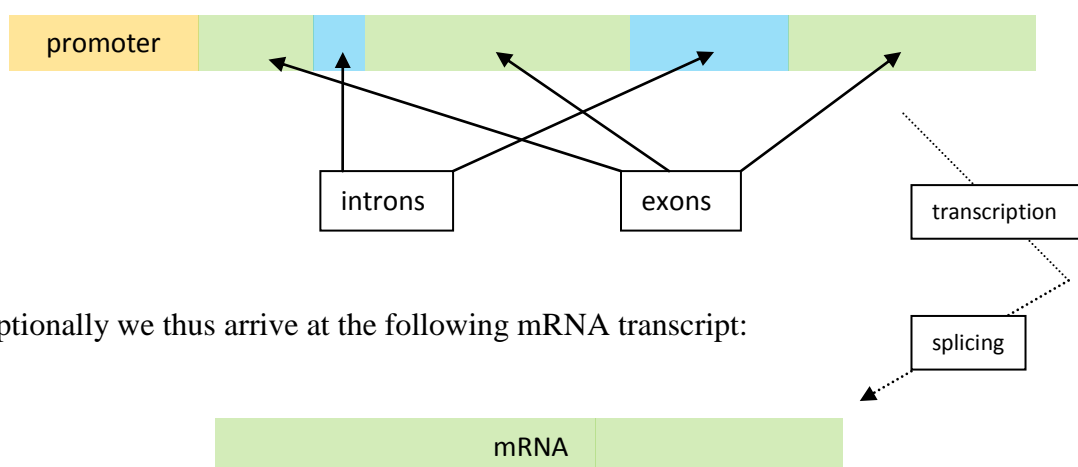 promoter
introns
exons
transcription
ptionally we thus arrive at the following mRNA transcript:
splicing
mRNA